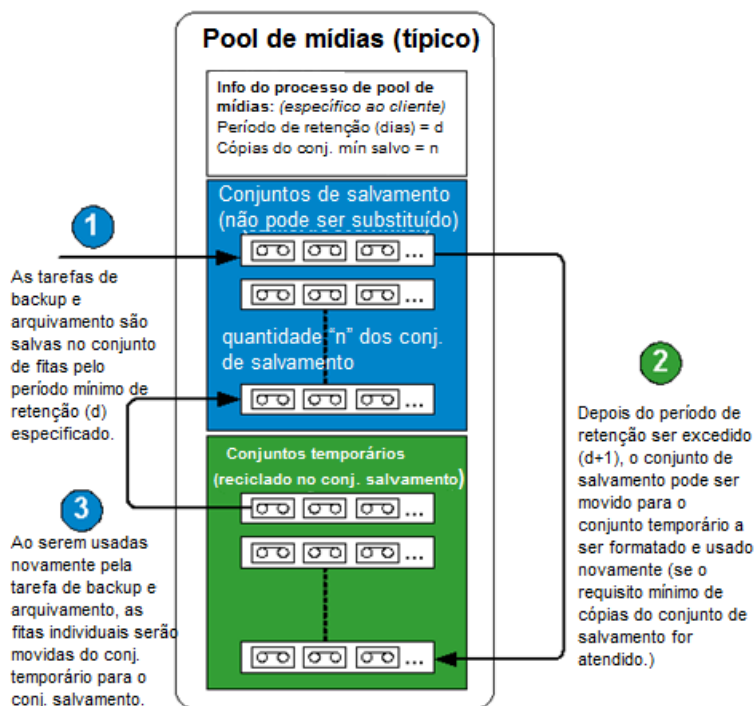 Pool de mídias (típico)
Info do processo de pool de
mídias: (específico ao cliente)
Período de retenção (dias) = d
Cópias do conj. mín salvo = n
Conjuntos de salvamento
(não pode ser substituído)
...
...
quantidade “n” dos conj.
de salvamento
...
Conjuntos temporários
(reciclado no conj. salvamento)
...
...
...
1
As tarefas de
backup e
arquivamento são
salvas no conjunto
de fitas pelo
período mínimo de
retenção (d)
especificado.
2
Depois do período de
retenção ser excedido
(d+1), o conjunto de
salvamento pode ser
movido para o
conjunto temporário a
ser formatado e usado
novamente (se o
requisito mínimo de
cópias do conjunto de
salvamento for
atendido.)
3
Ao serem usadas
novamente pela
tarefa de backup e
arquivamento, as
fitas individuais serão
movidas do conj.
temporário para o
conj. salvamento.